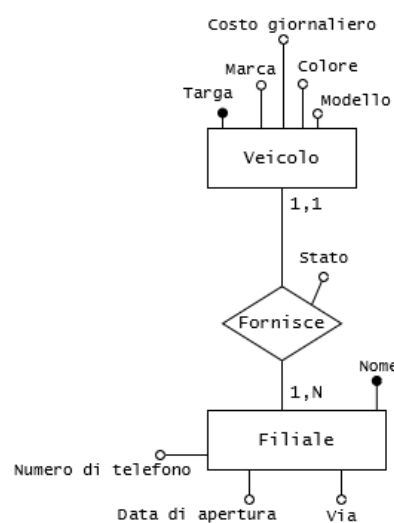 Costo giornaliero
Marca
Colore
Targa
Modello
Veicolo
1,1
Stato
Fornisce
Nome
1,N
Filiale
Numero di telefono
Data di apertura
Via